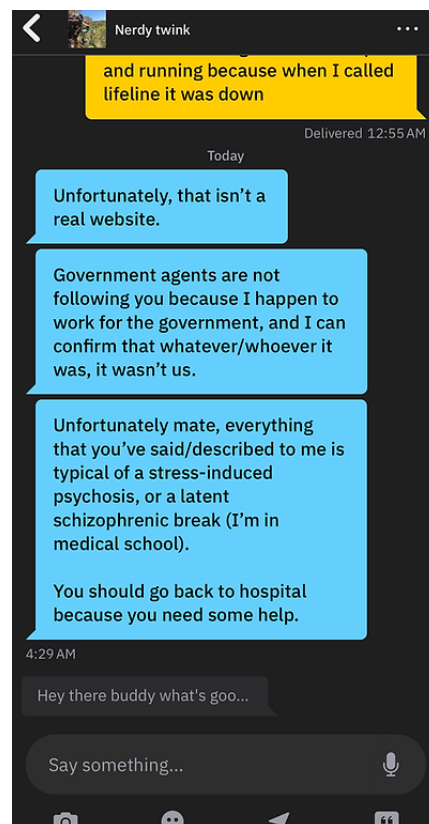 Nerdy twink
and running because when I called
lifeline it was down
Delivered 12:55 AM
Today
Unfortunately, that isn't a
real website.
Government agents are not
following you because I happen to
work for the government, and I can
confirm that whatever/whoever it
was, it wasn't us.
Unfortunately mate, everything
that you've said/described to me is
typical of a stress-induced
psychosis, or a latent
schizophrenic break (I'm in
medical school).
You should go back to hospital
because you need some help.
4:29 AM
Hey there buddy what's goo...
Say something...